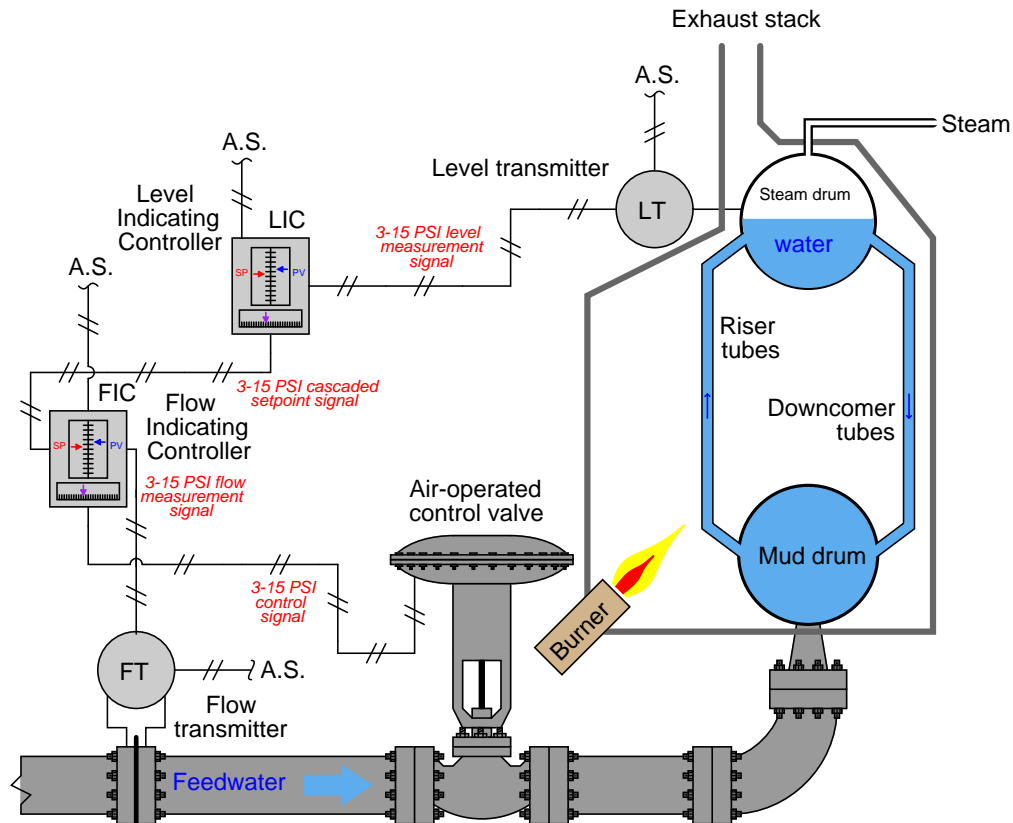 Exhaust stack
A.S.
Steam
A.S.
Level transmitter
Level
Indicating
Controller
LIC
LT
Steam drum
water
3-15 PSI level
measurement
signal
SP
PV
A.S.
Riser
tubes
3-15 PSI cascaded
setpoint signal
FIC
Flow
Indicating
Controller
Downcomer
tubes
SP
PV
3-15 PSI flow
measurement
signal
Air-operated
control valve
Mud drum
3-15 PSI
control
signal
Burner
FT
A.S.
Flow
transmitter
Feedwater